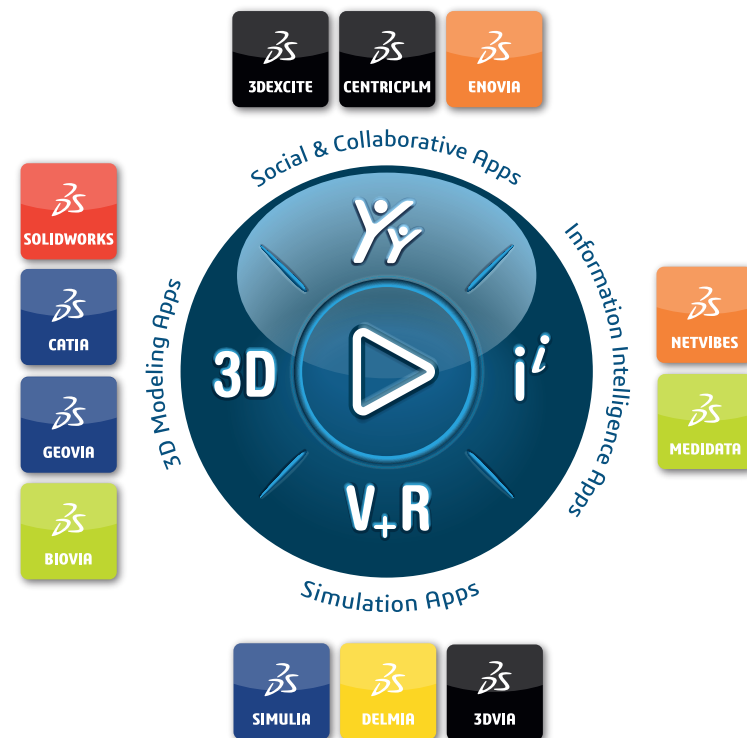 3DEXCITE
CENTRICPLM
ENOVIA
Social & Collaborative Apps
SOLIDWORKS
CATIA
GEOVIA
BIOVIA
3D Modeling Apps
3D
i i
V+R
Information Intelligence Apps
NETVIBES
MEDIDATA
Simulation Apps
SIMULIA
DELMIA
3DVIA